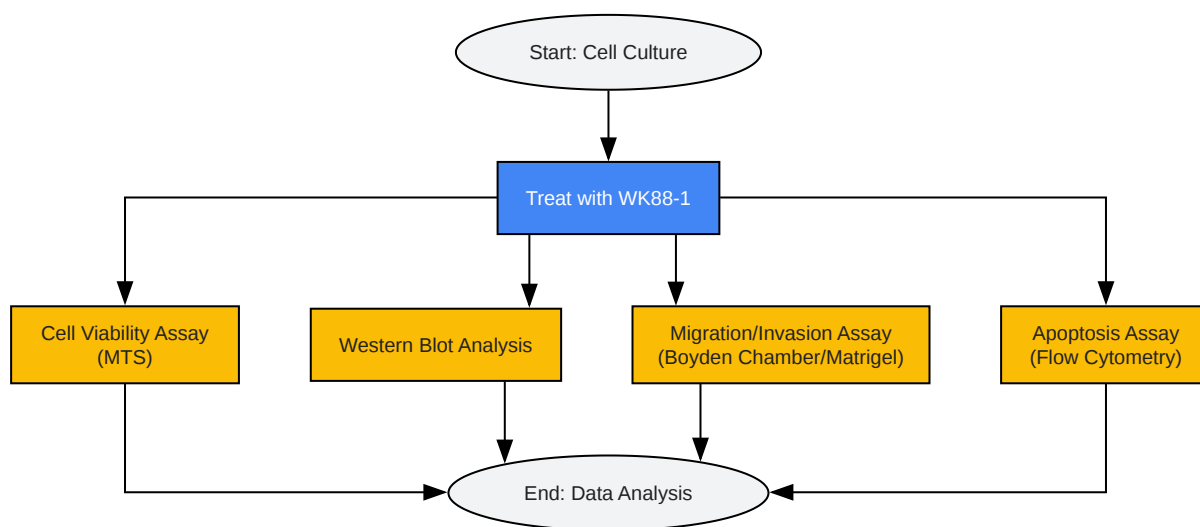 Start: Cell Culture
Treat with WK88-1
Cell Viability Assay
(MTS)
Western Blot Analysis
Migration/Invasion Assay
(Boyden Chamber/Matrigel)
Apoptosis Assay
(Flow Cytometry)
End: Data Analysis